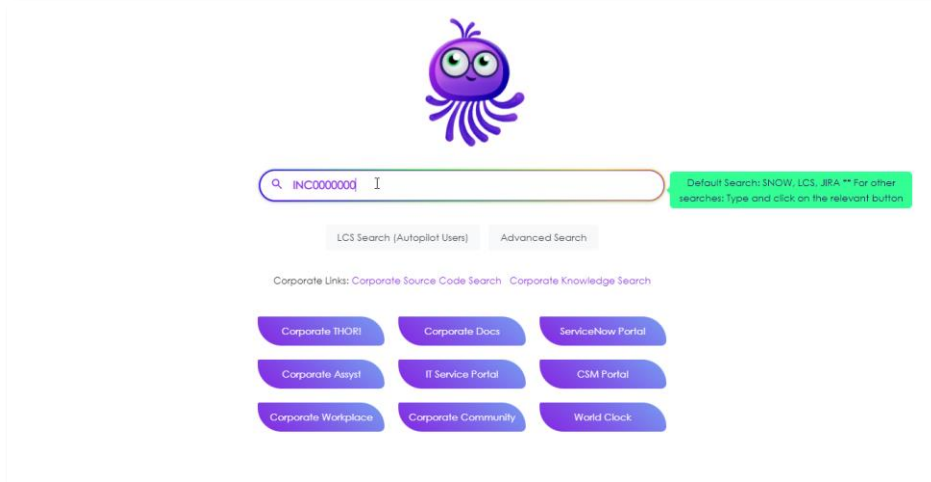 INC0000000
Default Search: SNOW, LCS, JIRA ** For other
searches: Type and click on the relevant button
LCS Search (Autopilot Users)
Advanced Search
Corporate Links: Corporate Source Code Search Corporate Knowledge Search
Corporate THOR!
Corporate Docs
ServiceNow Portal
Corporate Assyst
IT Service Portal
CSM Portal
Corporate Workplace
Corporate Community
World Clock